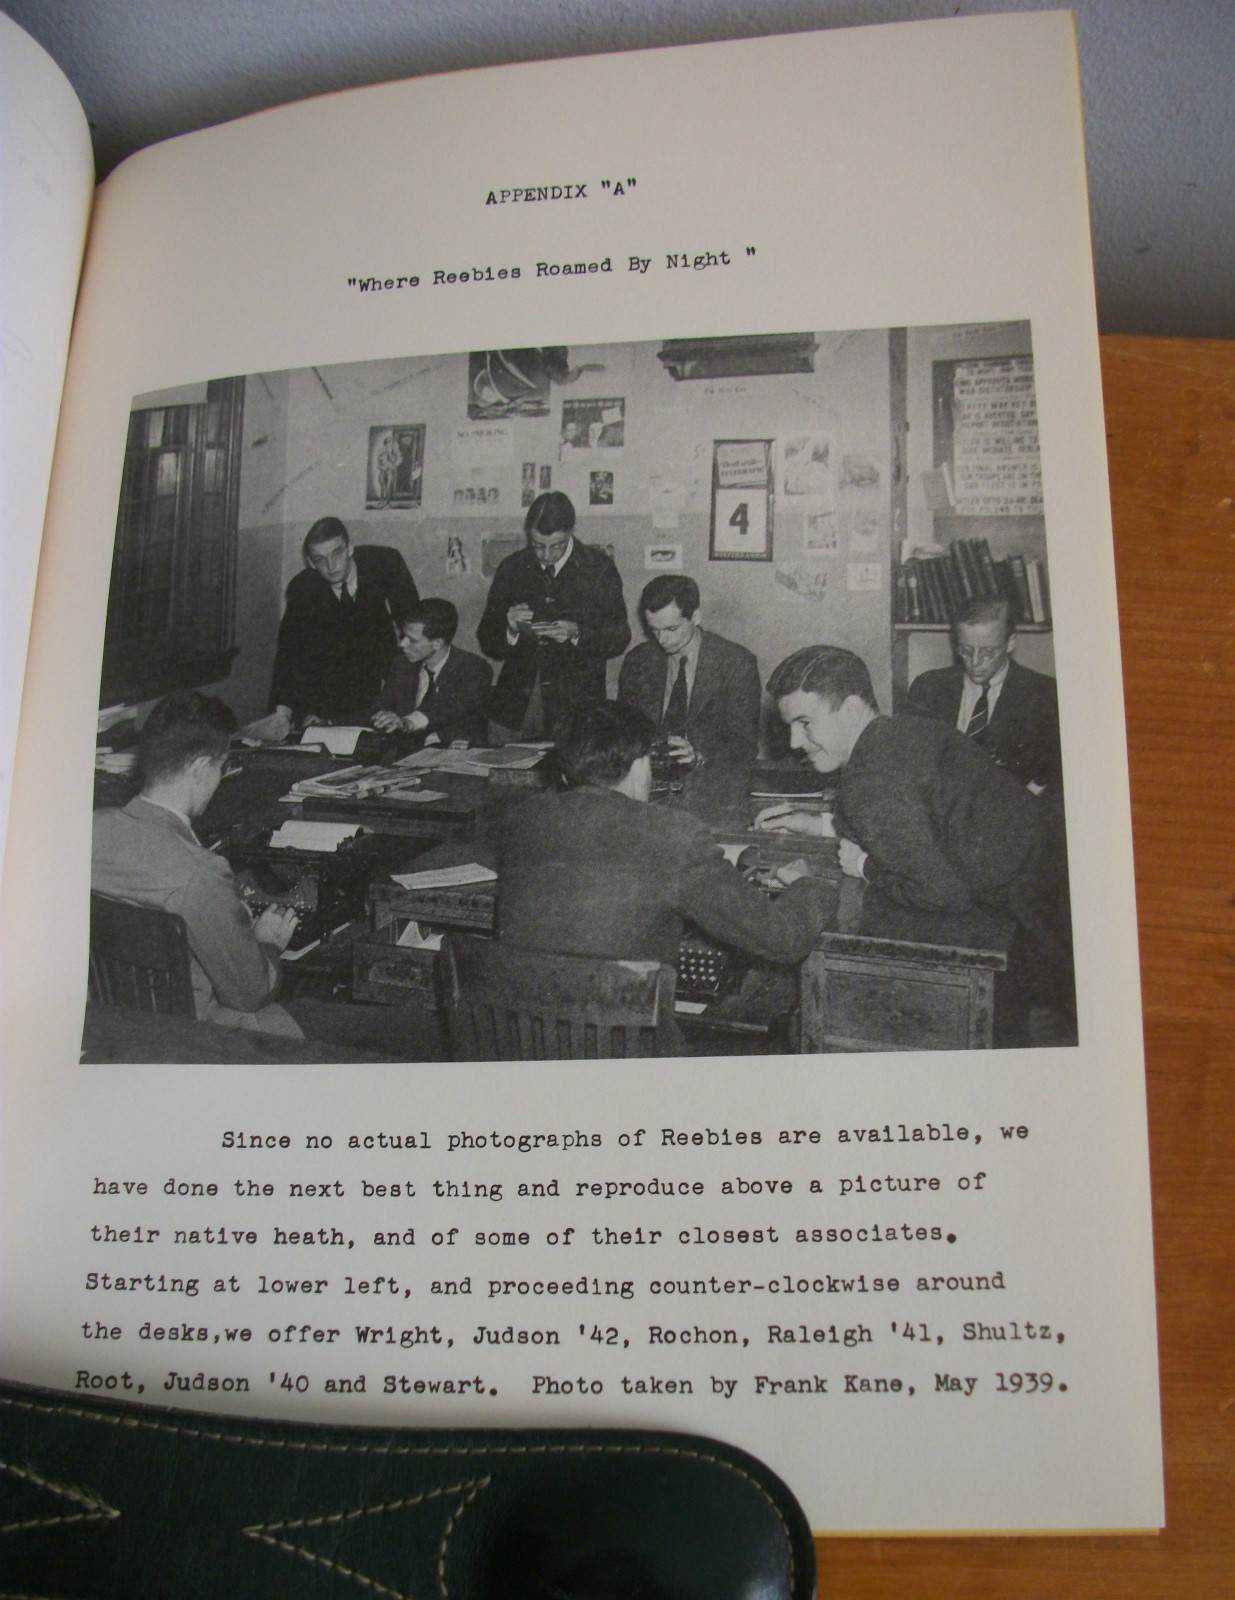 APPENDIX "A"
"Where Reebies Roamed By Night "
NO SMOKING
4
Since no actual photographs of Reebies are available, we
have done the next best thing and reproduce above a picture of
their native heath, and of some of their closest associates.
Starting at lower left, and proceeding counter-clockwise around
the desks,we offer Wright, Judson '42, Rochon, Raleigh '41, Shultz,
Root, Judson '40 and Stewart.  Photo taken by Frank Kane, May 1939.